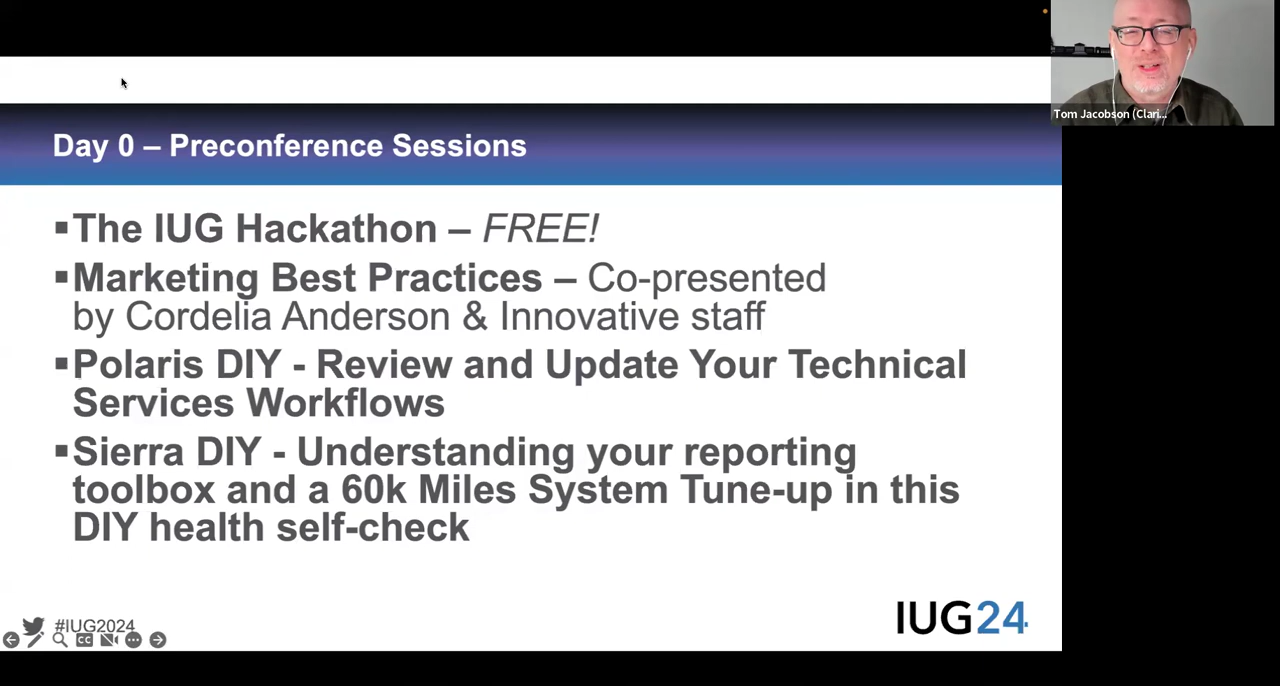 Tom Jacobson (Clari...
Day 0 – Preconference Sessions
▪The IUG Hackathon – FREE!
▪Marketing Best Practices – Co-presented
by Cordelia Anderson & Innovative staff
▪Polaris DIY - Review and Update Your Technical
Services Workflows
▪Sierra DIY - Understanding your reporting
toolbox and a 60k Miles System Tune-up in this
DIY health self-check
IUG24
#IUG2024
CC